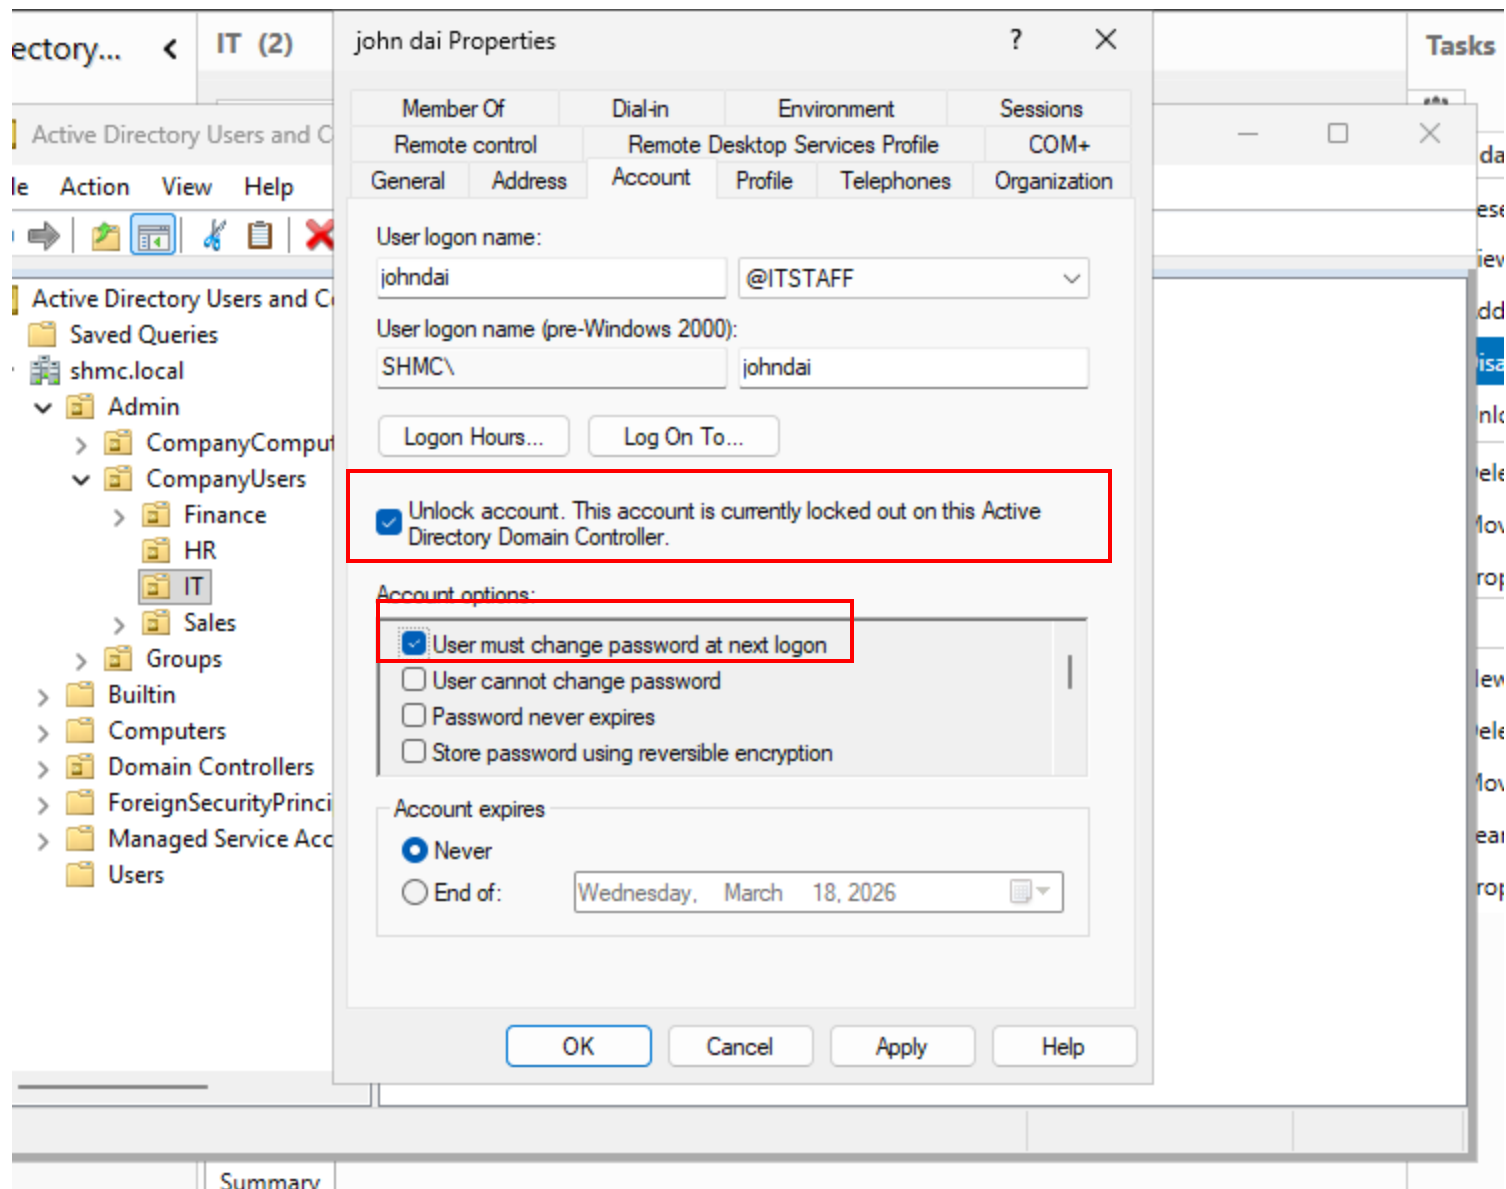 ectory...
IT (2)
john dai Properties
?
Tasks
Active Directory Users and C
Action View Help
Active Directory Users and Co
Saved Queries
shmc.local
Admin
CompanyComput
CompanyUsers
Finance
HR
IT
Sales
Groups
Builtin
Computers
Domain Controllers
ForeignSecurityPrinci
Managed Service Acc
Users
Member Of Dial-in Environment Sessions
Remote control Remote Desktop Services Profile COM+
General Address Account Profile Telephones Organization
User logon name:
johndai @ITSTAFF
User logon name (pre-Windows 2000):
SHMC\ johndai
Logon Hours... Log On To...
Unlock account. This account is currently locked out on this Active
Directory Domain Controller.
Account options:
User must change password at next logon
User cannot change password
Password never expires
Store password using reversible encryption
Account expires
Never
End of: Wednesday, March 18, 2026
OK Cancel Apply Help
Summary